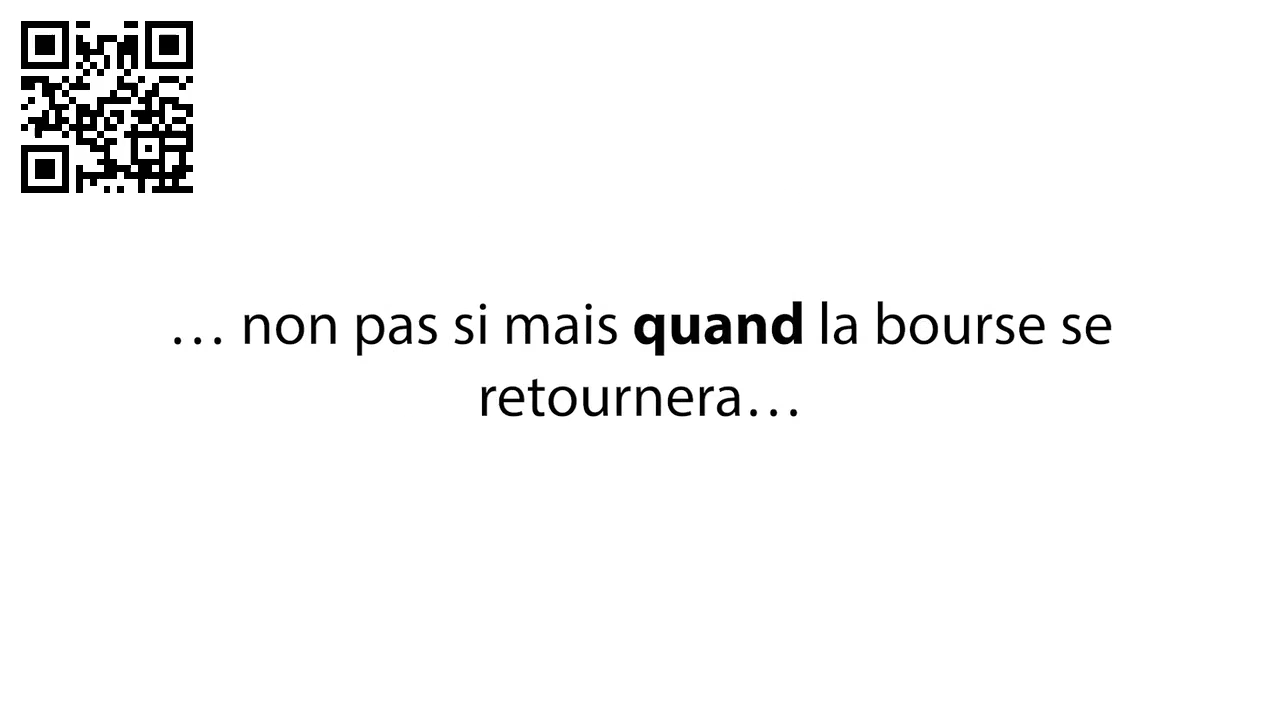 … non pas si mais quand la bourse se
retournera…